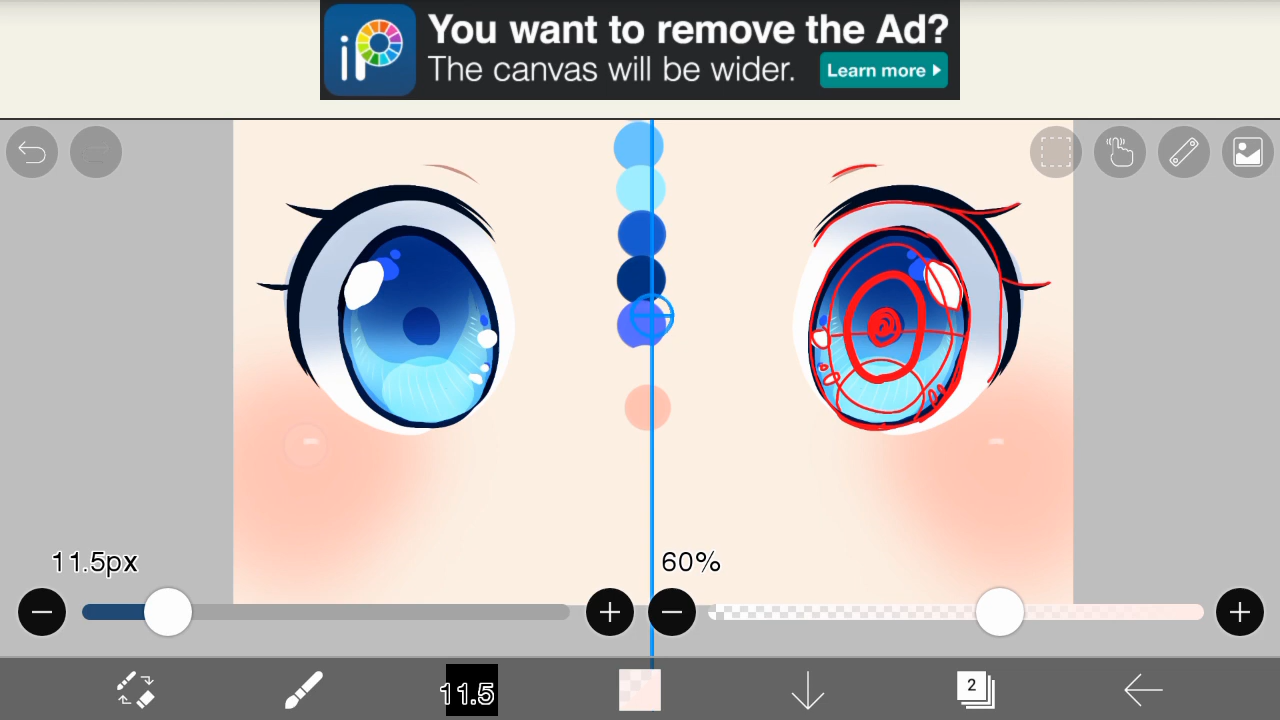 iP
You want to remove the Ad?
The canvas will be wider.
Learn more
11.5px
60%
11.5
2